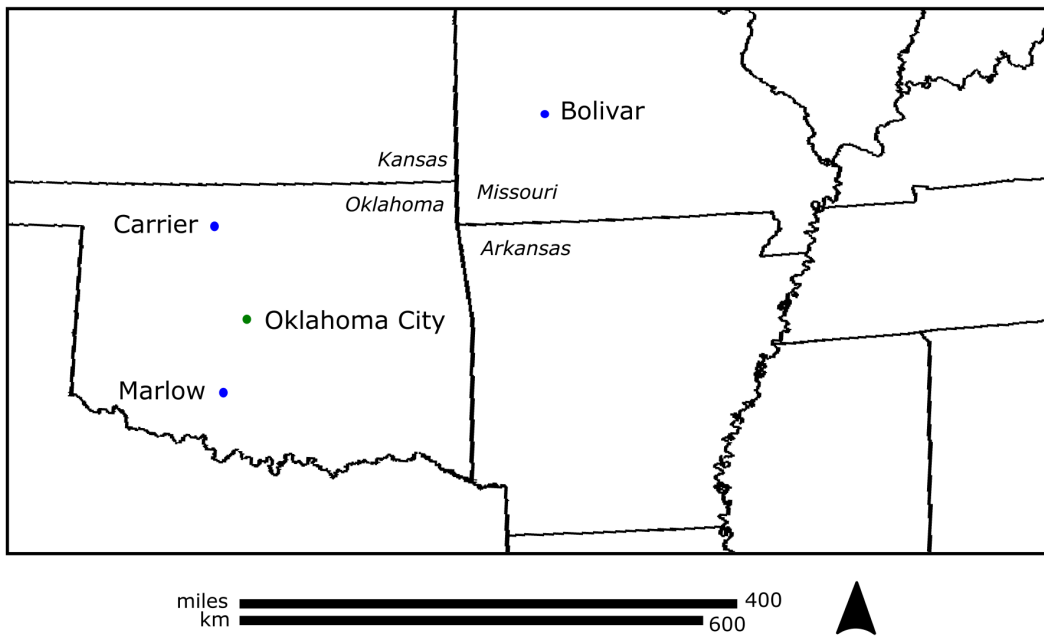 Bolivar
Kansas
Missouri
Oklahoma
Carrier
Arkansas
Oklahoma City
Marlow
miles 400
km 600